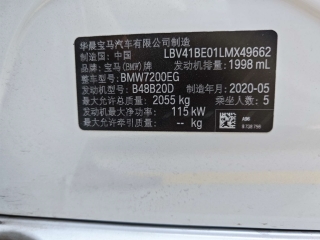 华晨宝马汽车有限公司制造
制造国：中国 LBV41BE01LMX49662
品牌：宝马(BMW)牌 发动机排量：1998 mL
整车型号：BMW7200EG
发动机型号：B48B20D 制造年月：2020-05
最大允许总质量：2055 kg 乘坐人数：5
发动机最大净功率：115 kW
最大允许牵引质量：-- kg